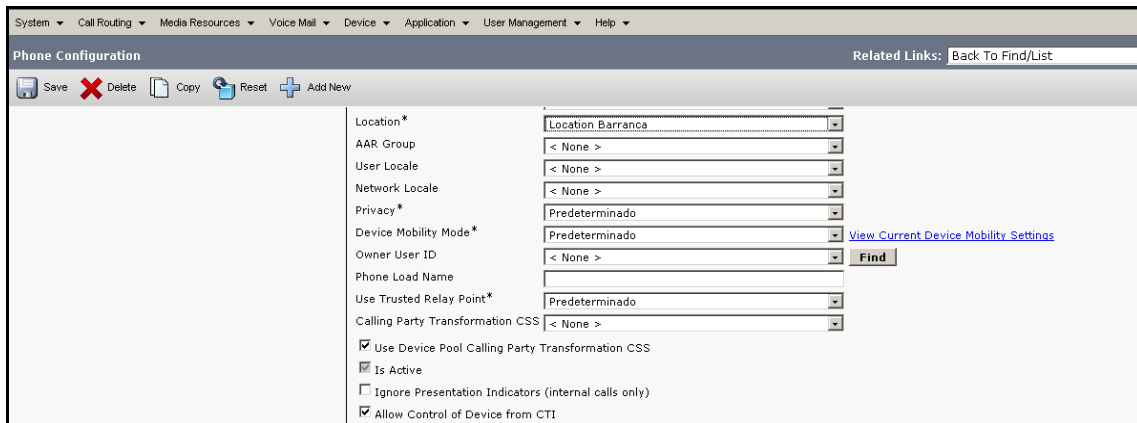 System Call Routing Media Resources Voice Mail Device Application User Management Help
Phone Configuration Related Links: Back To Find/List
Save Delete Copy Reset Add New
Location* Location Barranca
AAR Group < None >
User Locale < None >
Network Locale < None >
Privacy* Predeterminado
Device Mobility Mode* Predeterminado View Current Device Mobility Settings
Owner User ID < None > Find
Phone Load Name
Use Trusted Relay Point* Predeterminado
Calling Party Transformation CSS < None >
Use Device Pool Calling Party Transformation CSS
Is Active
Ignore Presentation Indicators (internal calls only)
Allow Control of Device from CTI